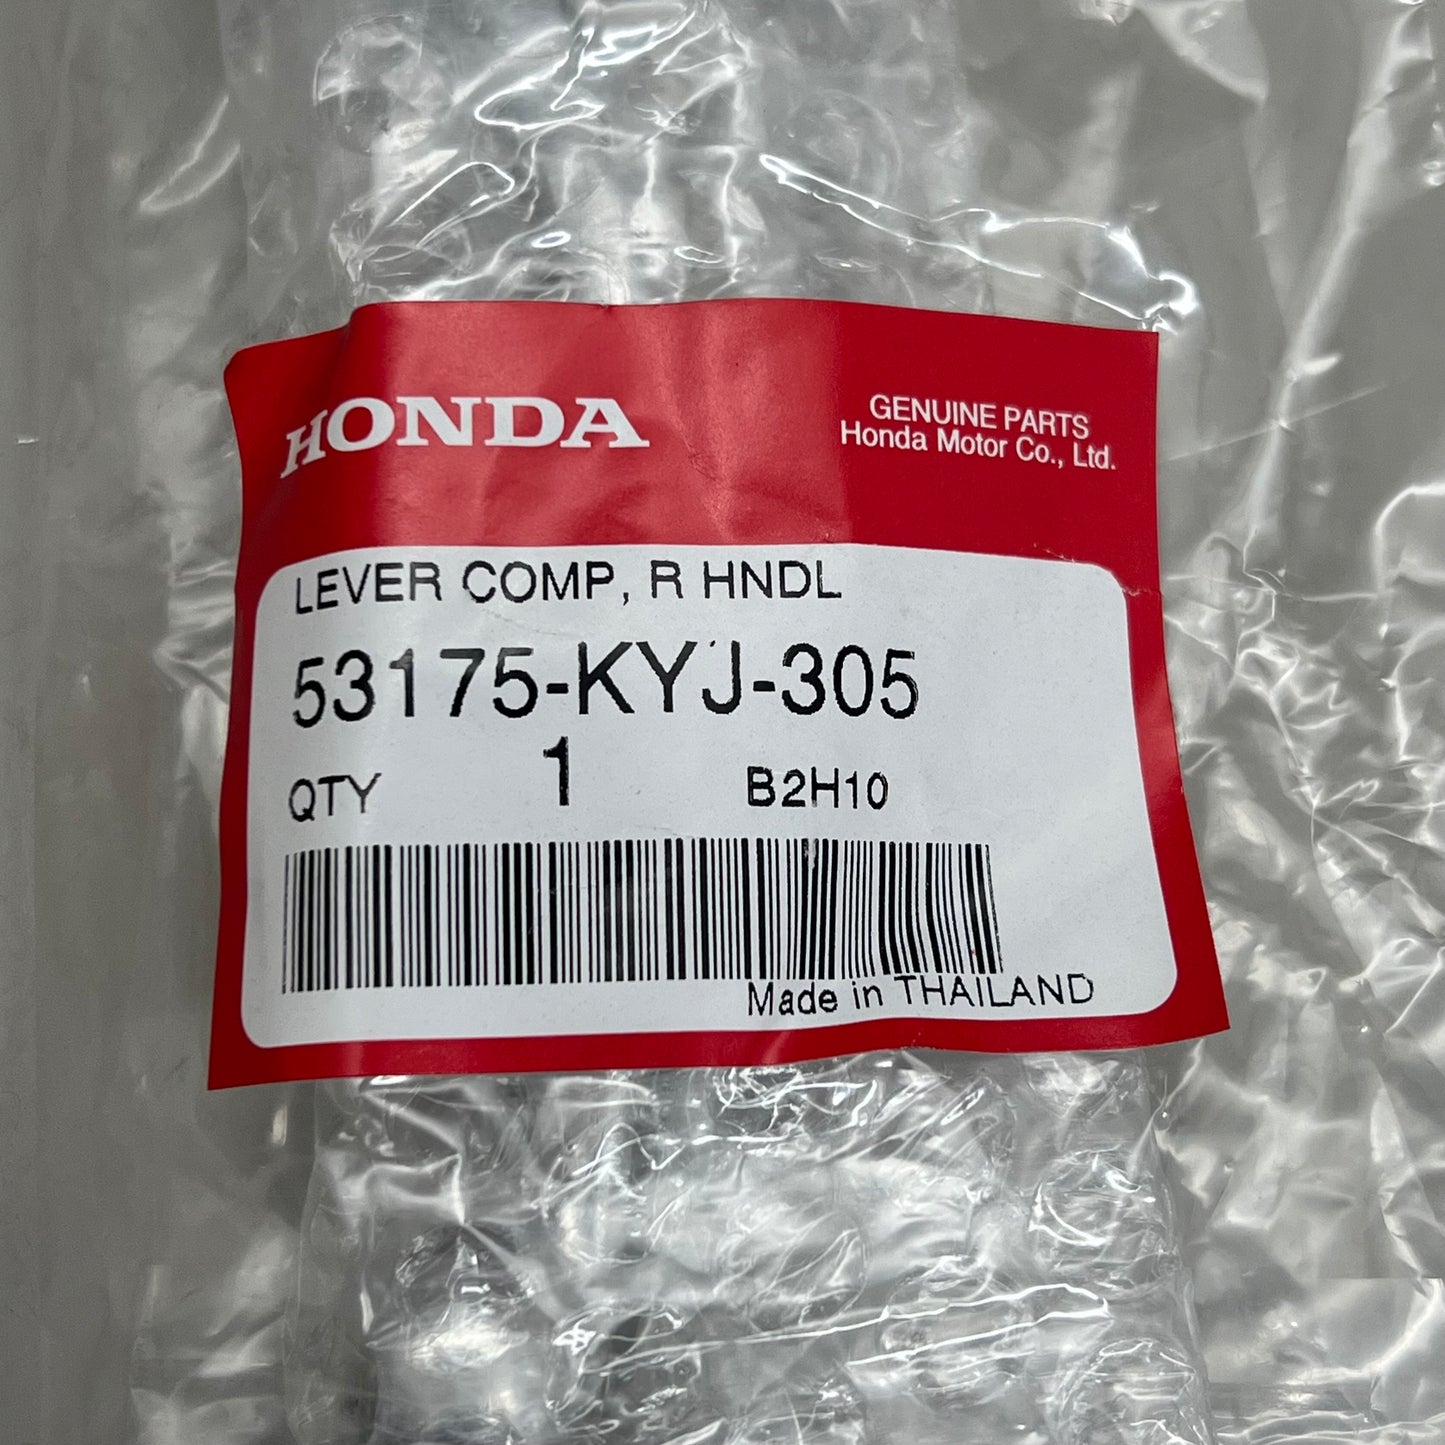 HONDA
GENUINE PARTS
Honda Motor Co., Ltd.
LEVER COMP, R HNDL
53175-KYJ-305
QTY 1 B2H10
Made in THAILAND